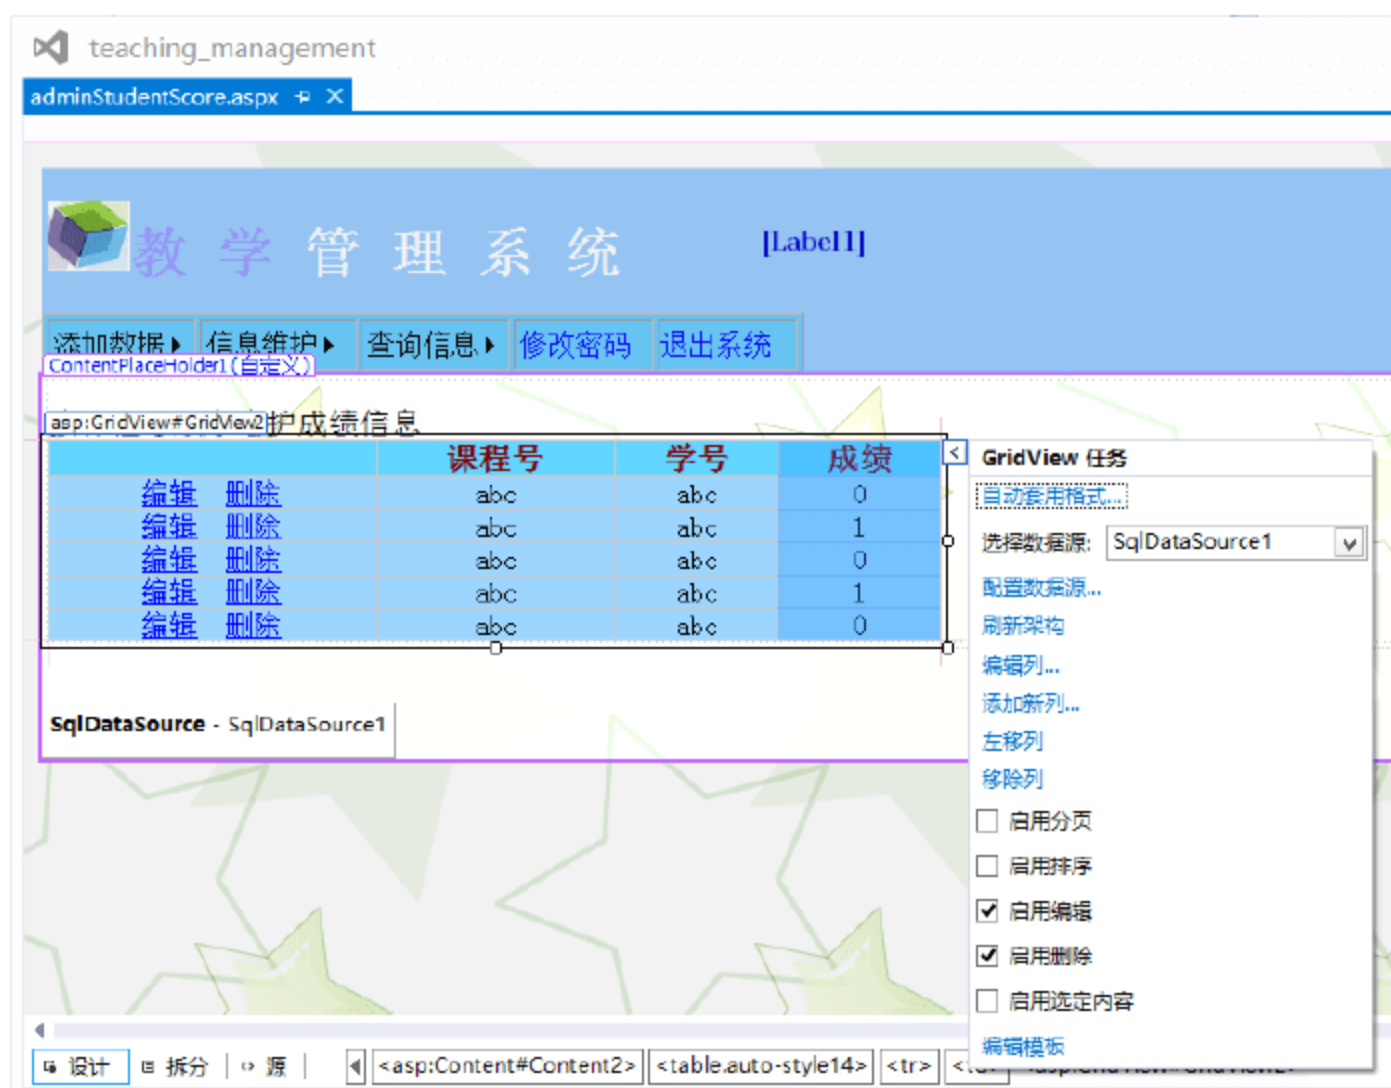 teaching_management
adminStudentScore.aspx
教 学 管 理 系 统
[Label1]
添加数据 信息维护 查询信息 修改密码 退出系统
ContentPlaceHolder1(自定义)
asp:GridView#GridView2
护成绩信息
课程号 学号 成绩
编辑 删除 abc abc 0
编辑 删除 abc abc 1
编辑 删除 abc abc 0
编辑 删除 abc abc 1
编辑 删除 abc abc 0
SqlDataSource - SqlDataSource1
GridView 任务
自动套用格式...
选择数据源: SqlDataSource1
配置数据源...
刷新架构
编辑列...
添加新列...
左移列
移除列
启用分页
启用排序
启用编辑
启用删除
启用选定内容
编辑模板
设计 拆分 源 <asp:Content#Content2> <table.auto-style14> <tr>